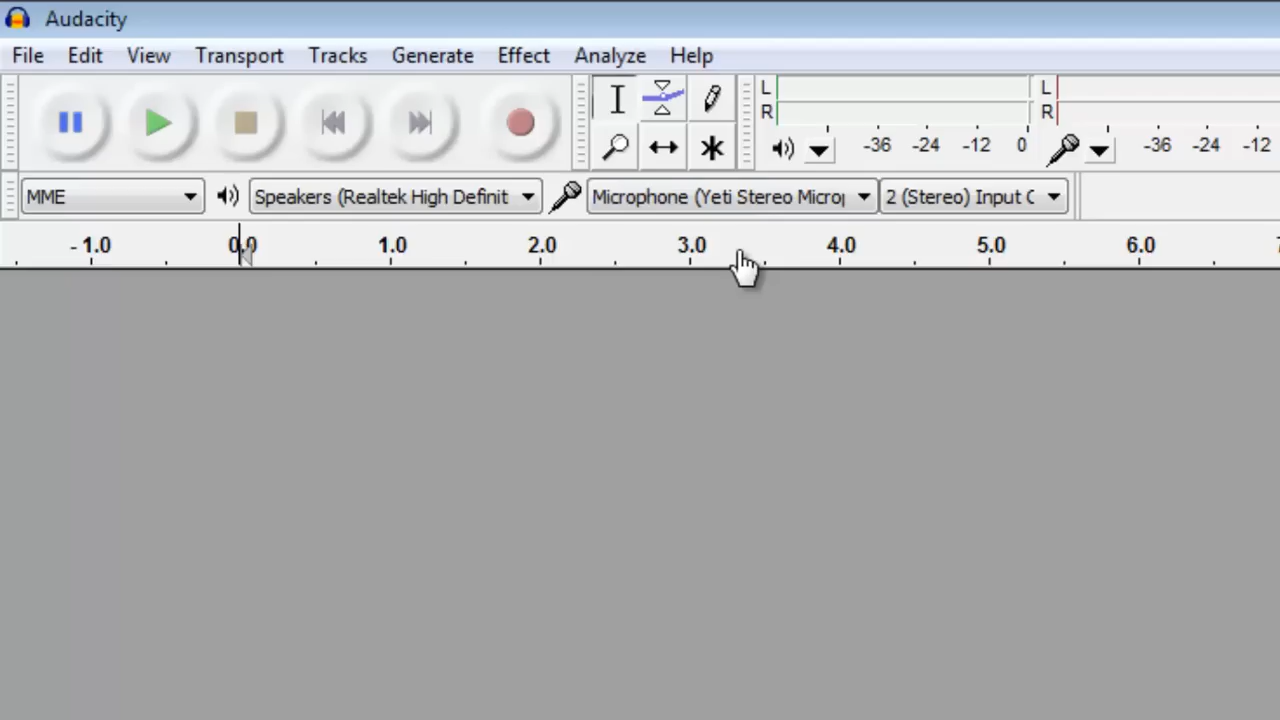 Audacity
File Edit View Transport Tracks Generate Effect Analyze Help
L L
R R
-36 -24 -12 0 -36 -24 -12
MME Speakers (Realtek High Definit Microphone (Yeti Stereo Microp 2 (Stereo) Input C
- 1.0 0.0 1.0 2.0 3.0 4.0 5.0 6.0